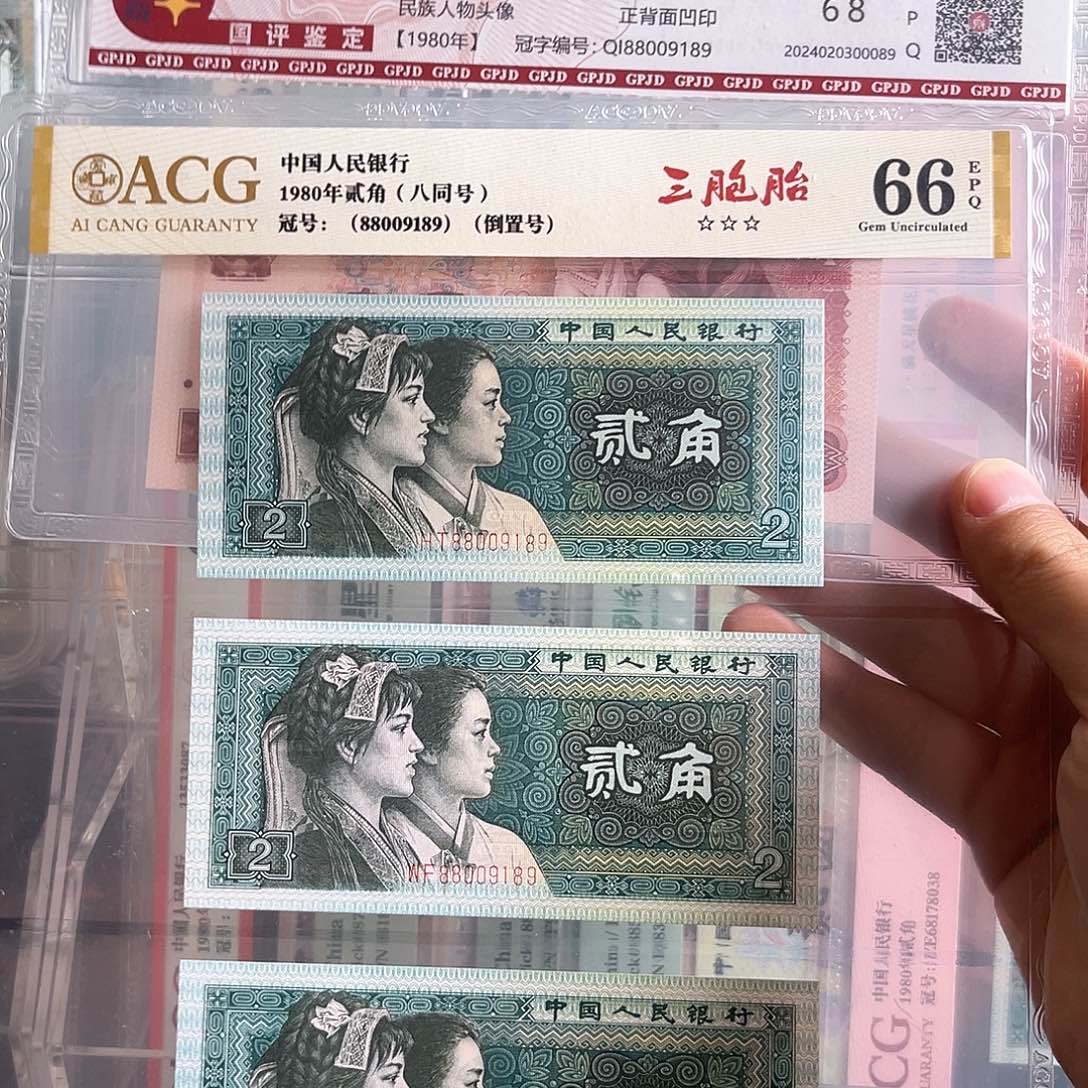 民族人物头像
正背面凹印
68
P
Q
国评鉴定
【1980年】
冠字编号：QI88009189
2024020300089
GPJD GPJD GPJD GPJD GPJD GPJD GPJD GPJD GPJD GPJD GPJD GPJD GPJD GPJD GPJD GPJD GPJD GPJD GPJD GPJD
ACG
AI CANG GUARANTY
中国人民银行
1980年贰角（八同号）
冠号：（88009189）（倒置号）
三胞胎
☆☆☆
66
EPQ
Gem Uncirculated
中国人民银行
贰角
2
HT88009189
2
中国人民银行
贰角
2
WF88009189
2
中国人民银行
中国人民银行
1980年贰角